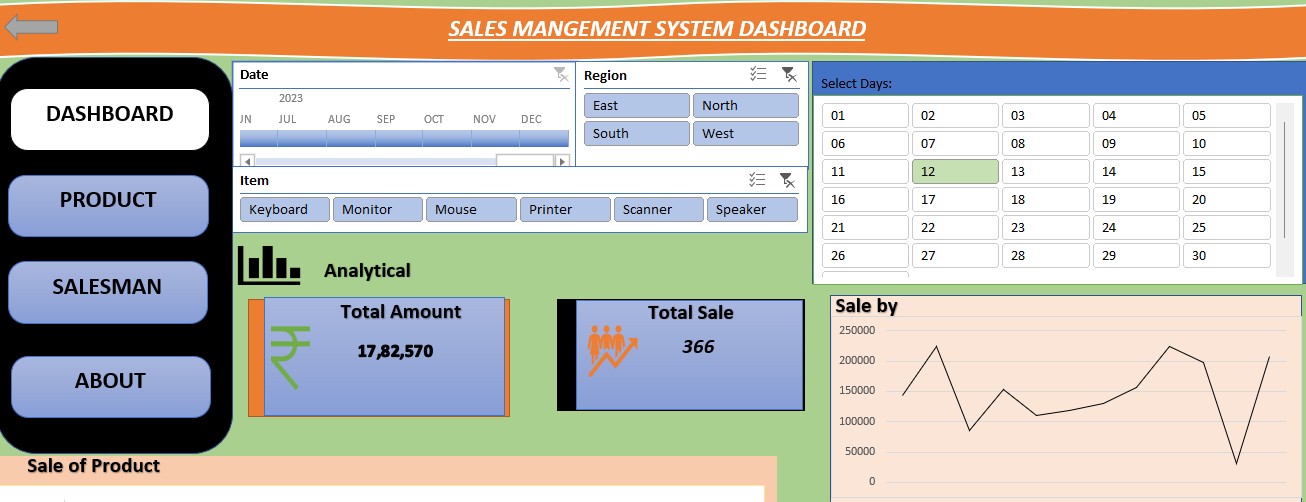 SALES MANGEMENT SYSTEM DASHBOARD
DASHBOARD
PRODUCT
SALESMAN
ABOUT
Date
2023
JN JUL AUG SEP OCT NOV DEC
Region
East North
South West
Item
Keyboard Monitor Mouse Printer Scanner Speaker
Select Days:
01 02 03 04 05
06 07 08 09 10
11 12 13 14 15
16 17 18 19 20
21 22 23 24 25
26 27 28 29 30
Analytical
Total Amount
17,82,570
Total Sale
366
Sale by
250000
200000
150000
100000
50000
0
Sale of Product